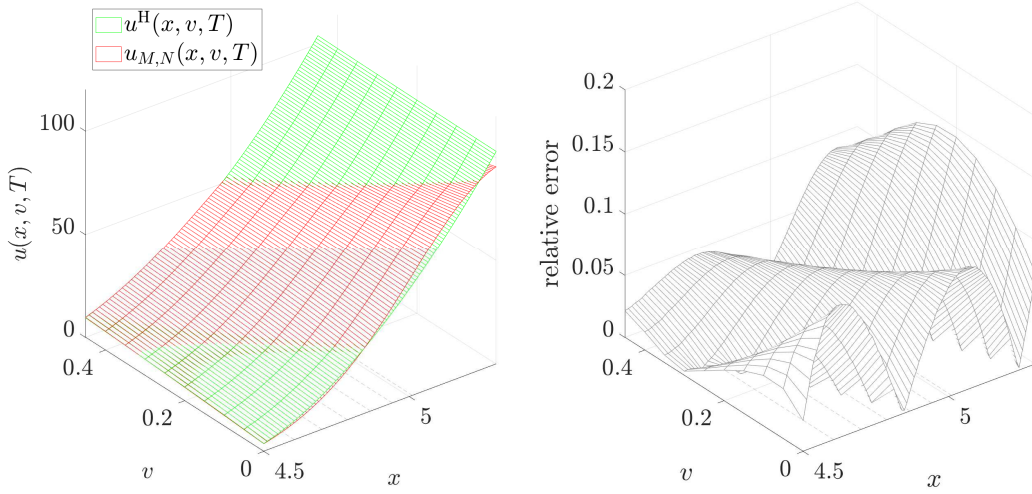 u^H(x, v, T)
u_{M,N}(x, v, T)
u(x, v, T)
100
50
0
0.4
0.2
0
v
4.5
5
x
relative error
0.2
0.15
0.1
0.05
0
0.4
0.2
0
v
4.5
5
x